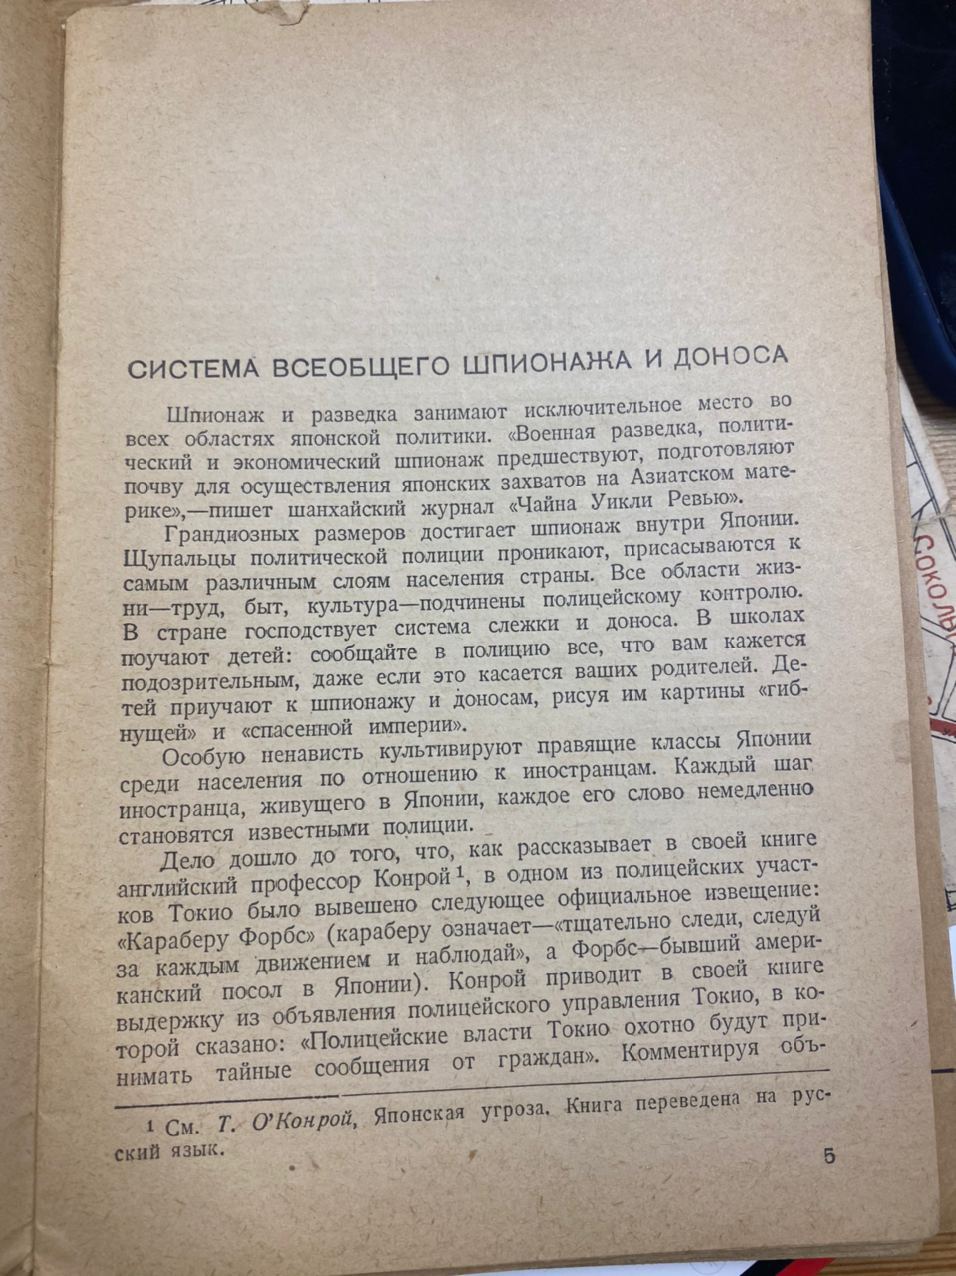 СИСТЕМА ВСЕОБЩЕГО ШПИОНАЖА И ДОНОСА
Шпионаж и разведка занимают исключительное место во
всех областях японской политики. «Военная разведка, полити-
ческий и экономический шпионаж предшествуют, подготовляют
почву для осуществления японских захватов на Азиатском мате-
рике»,—пишет шанхайский журнал «Чайна Уикли Ревью».
Грандиозных размеров достигает шпионаж внутри Японии.
Щупальцы политической полиции проникают, присасываются к
самым различным слоям населения страны. Все области жиз-
ни—труд, быт, культура—подчинены полицейскому контролю.
В стране господствует система слежки и доноса. В школах
поучают детей: сообщайте в полицию все, что вам кажется
подозрительным, даже если это касается ваших родителей. Де-
тей приучают к шпионажу и доносам, рисуя им картины «гиб-
нущей» и «спасенной империи».
Особую ненависть культивируют правящие классы Японии
среди населения по отношению к иностранцам. Каждый шаг
иностранца, живущего в Японии, каждое его слово немедленно
становятся известными полиции.
Дело дошло до того, что, как рассказывает в своей книге
английский профессор Конрой¹, в одном из полицейских участ-
ков Токио было вывешено следующее официальное извещение:
«Караберу Форбс» (караберу означает—«тщательно следи, следуй
за каждым движением и наблюдай», а Форбс—бывший амери-
канский посол в Японии). Конрой приводит в своей книге
выдержку из объявления полицейского управления Токио, в ко-
торой сказано: «Полицейские власти Токио охотно будут при-
нимать тайные сообщения от граждан». Комментируя объ-
¹ См. Т. О'Конрой, Японская угроза. Книга переведена на рус-
ский язык.
5
СОКОЛЬ